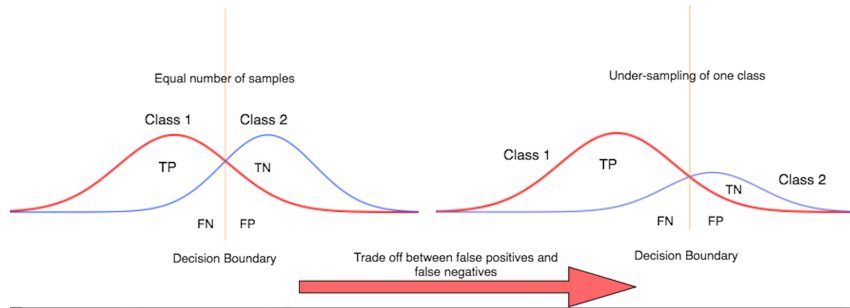 Equal number of samples
Class 1
Class 2
TP
TN
FN
FP
Decision Boundary
Under-sampling of one class
Class 1
TP
Class 2
TN
FN
FP
Decision Boundary
Trade off between false positives and
false negatives